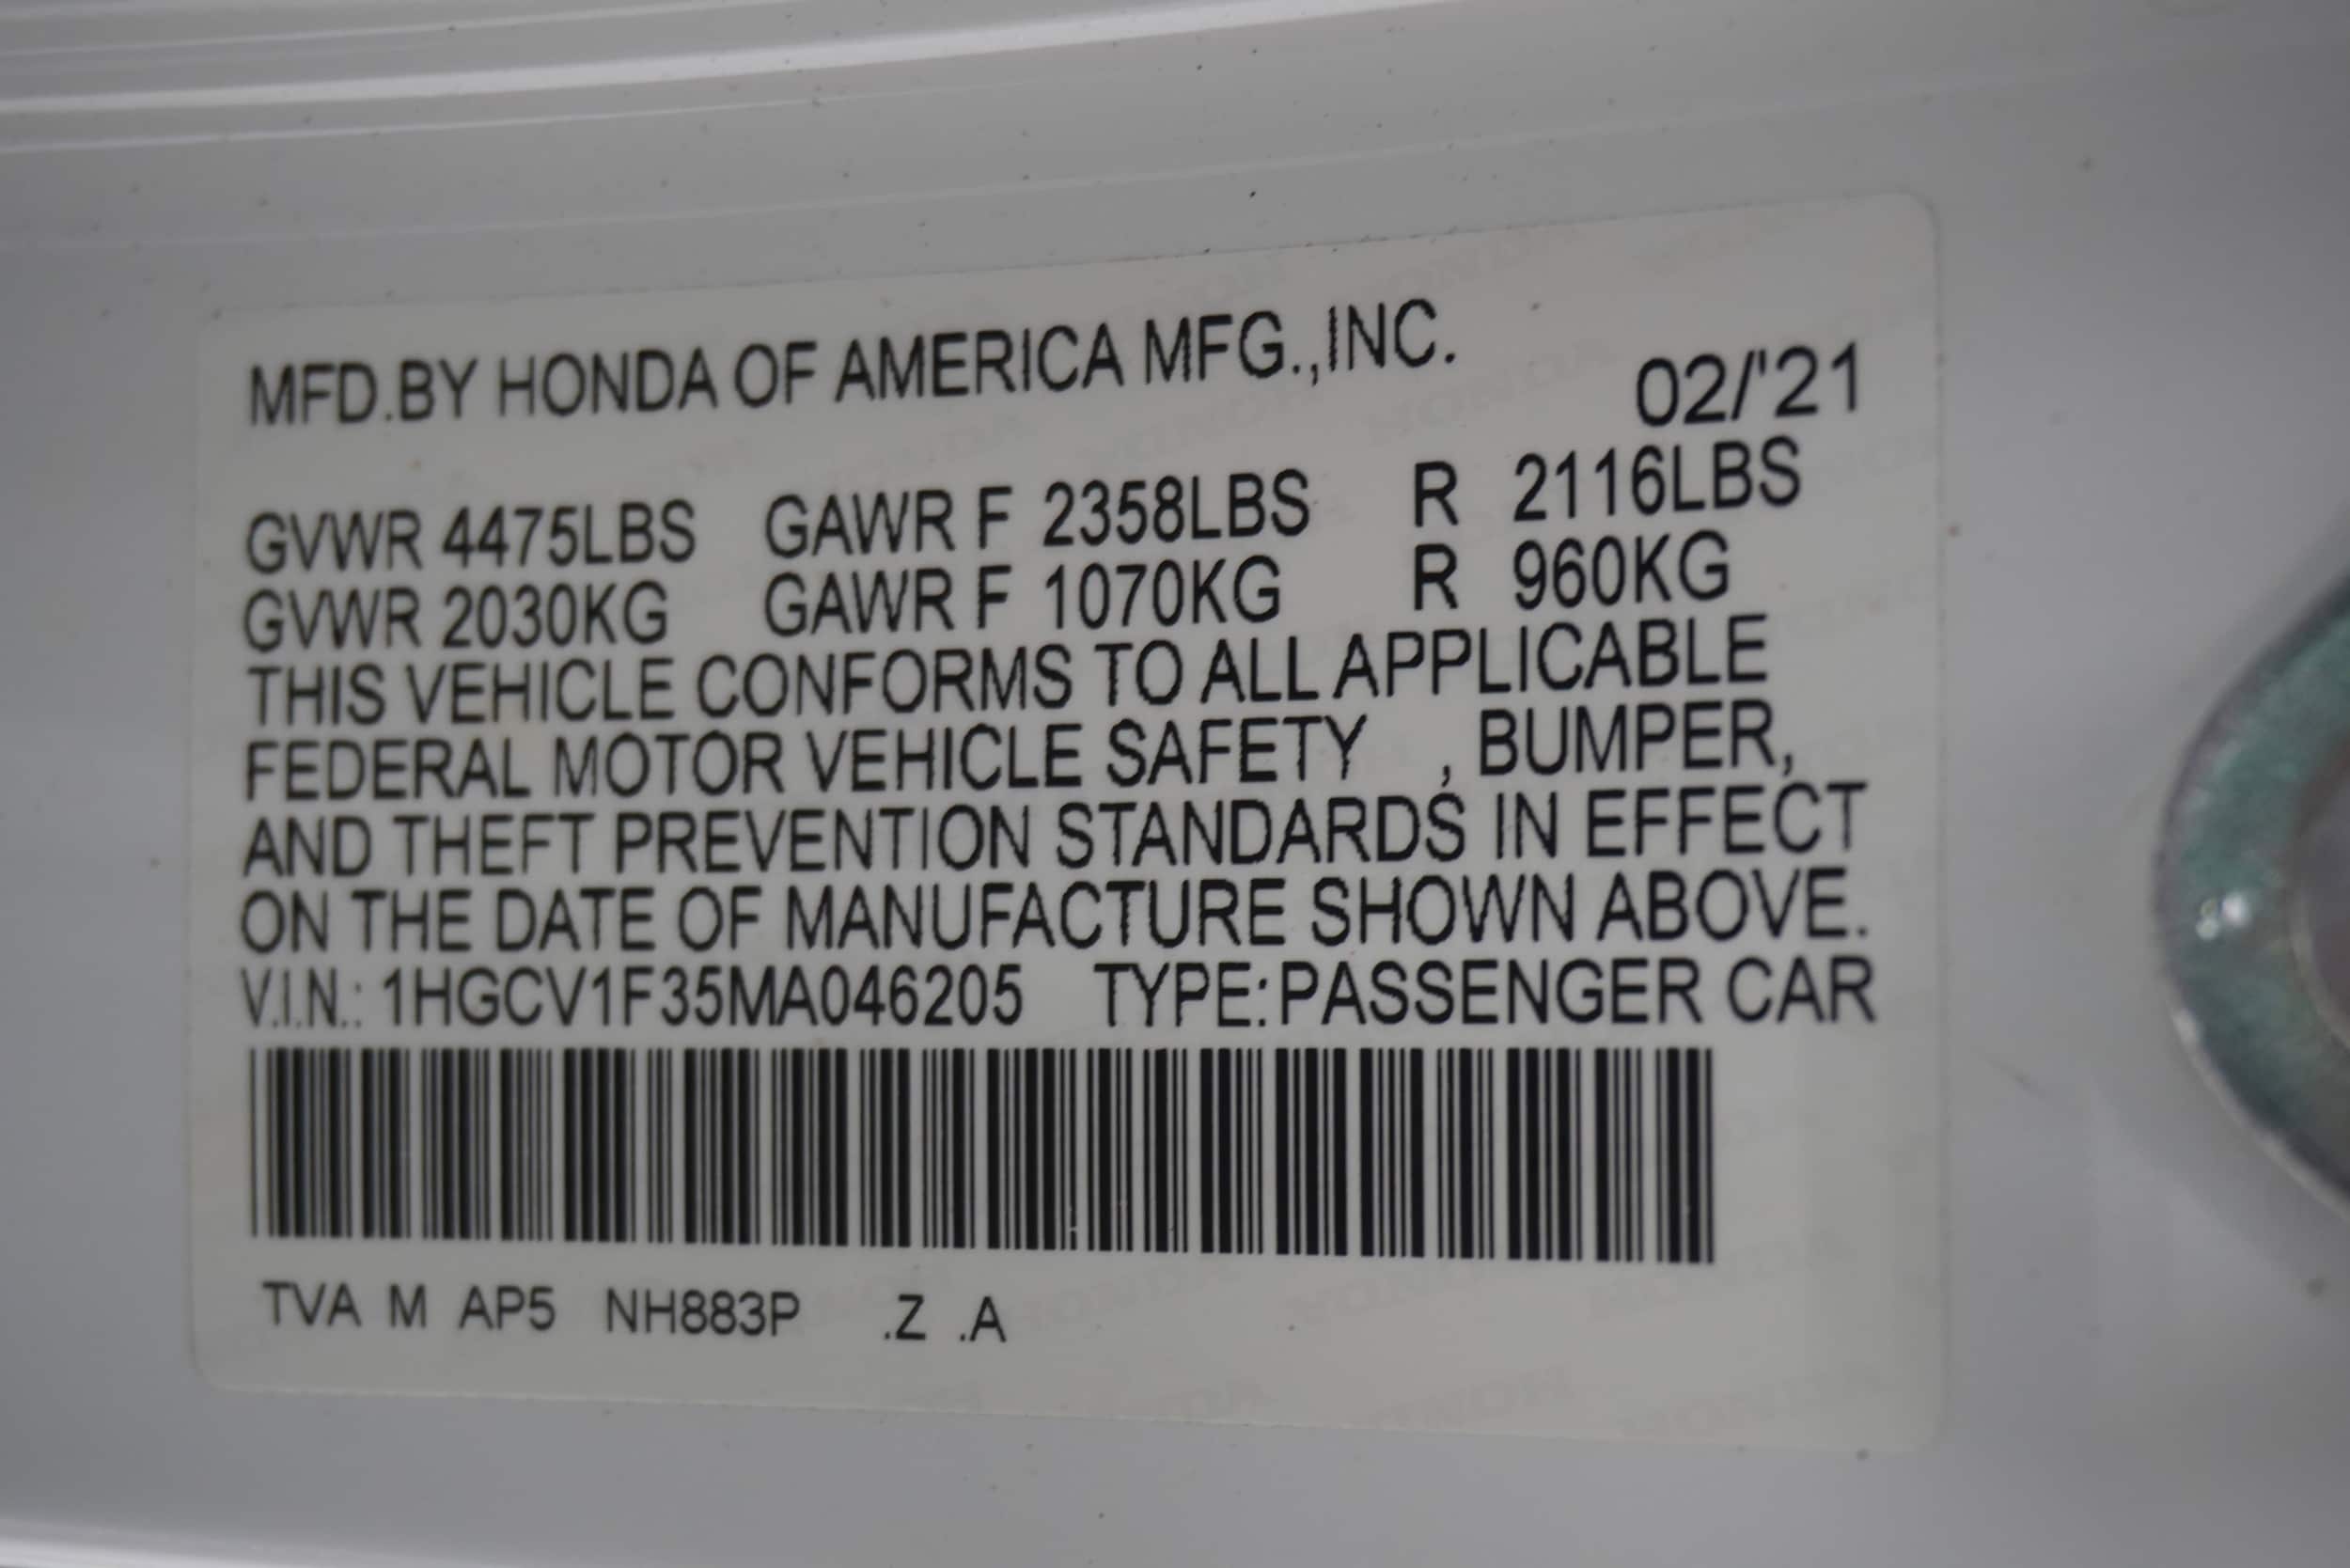 MFD.BY HONDA OF AMERICA MFG.,INC.
02/'21
GVWR 4475LBS GAWR F 2358LBS R 2116LBS
GVWR 2030KG GAWR F 1070KG R 960KG
THIS VEHICLE CONFORMS TO ALL APPLICABLE
FEDERAL MOTOR VEHICLE SAFETY , BUMPER,
AND THEFT PREVENTION STANDARDS IN EFFECT
ON THE DATE OF MANUFACTURE SHOWN ABOVE.
V.I.N.: 1HGCV1F35MA046205 TYPE:PASSENGER CAR
TVA M AP5 NH883P .Z .A